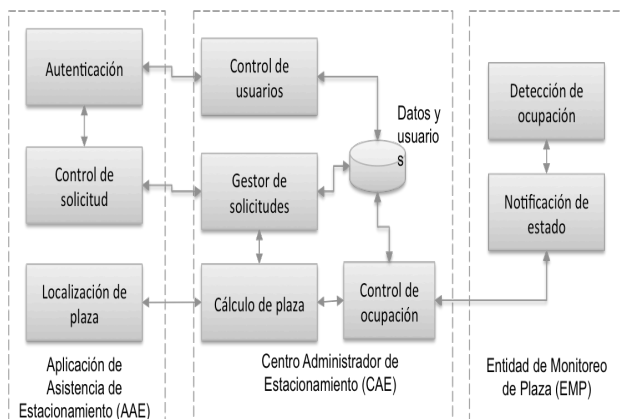 Autenticación
Control de
solicitud
Localización de
plaza
Aplicación de
Asistencia de
Estacionamiento (AAE)
Control de
usuarios
Datos y
usuario
s
Gestor de
solicitudes
Cálculo de plaza
Control de
ocupación
Centro Administrador de
Estacionamiento (CAE)
Detección de
ocupación
Notificación de
estado
Entidad de Monitoreo
de Plaza (EMP)